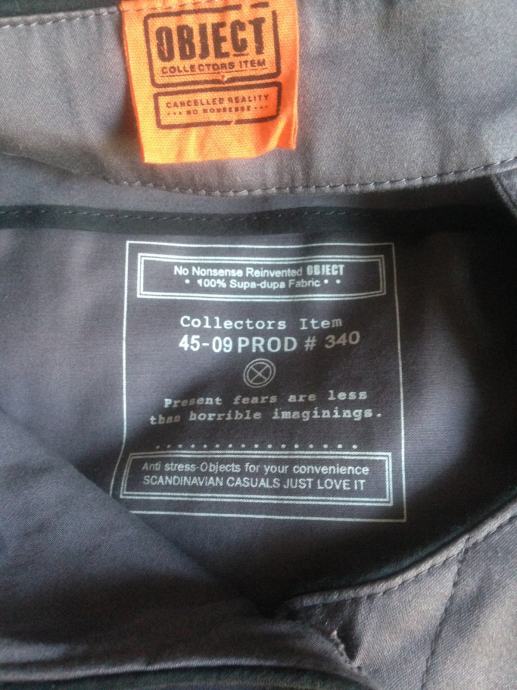 OBJECT
COLLECTORS ITEM
CANCELLED REALITY
••• NO NONSENSE •••
No Nonsense Reinvented OBJECT
• 100% Supa-dupa Fabric • •
Collectors Item
45-09 PROD # 340
Present fears are less
than horrible imaginings.
Anti stress-Objects for your convenience
SCANDINAVIAN CASUALS JUST LOVE IT